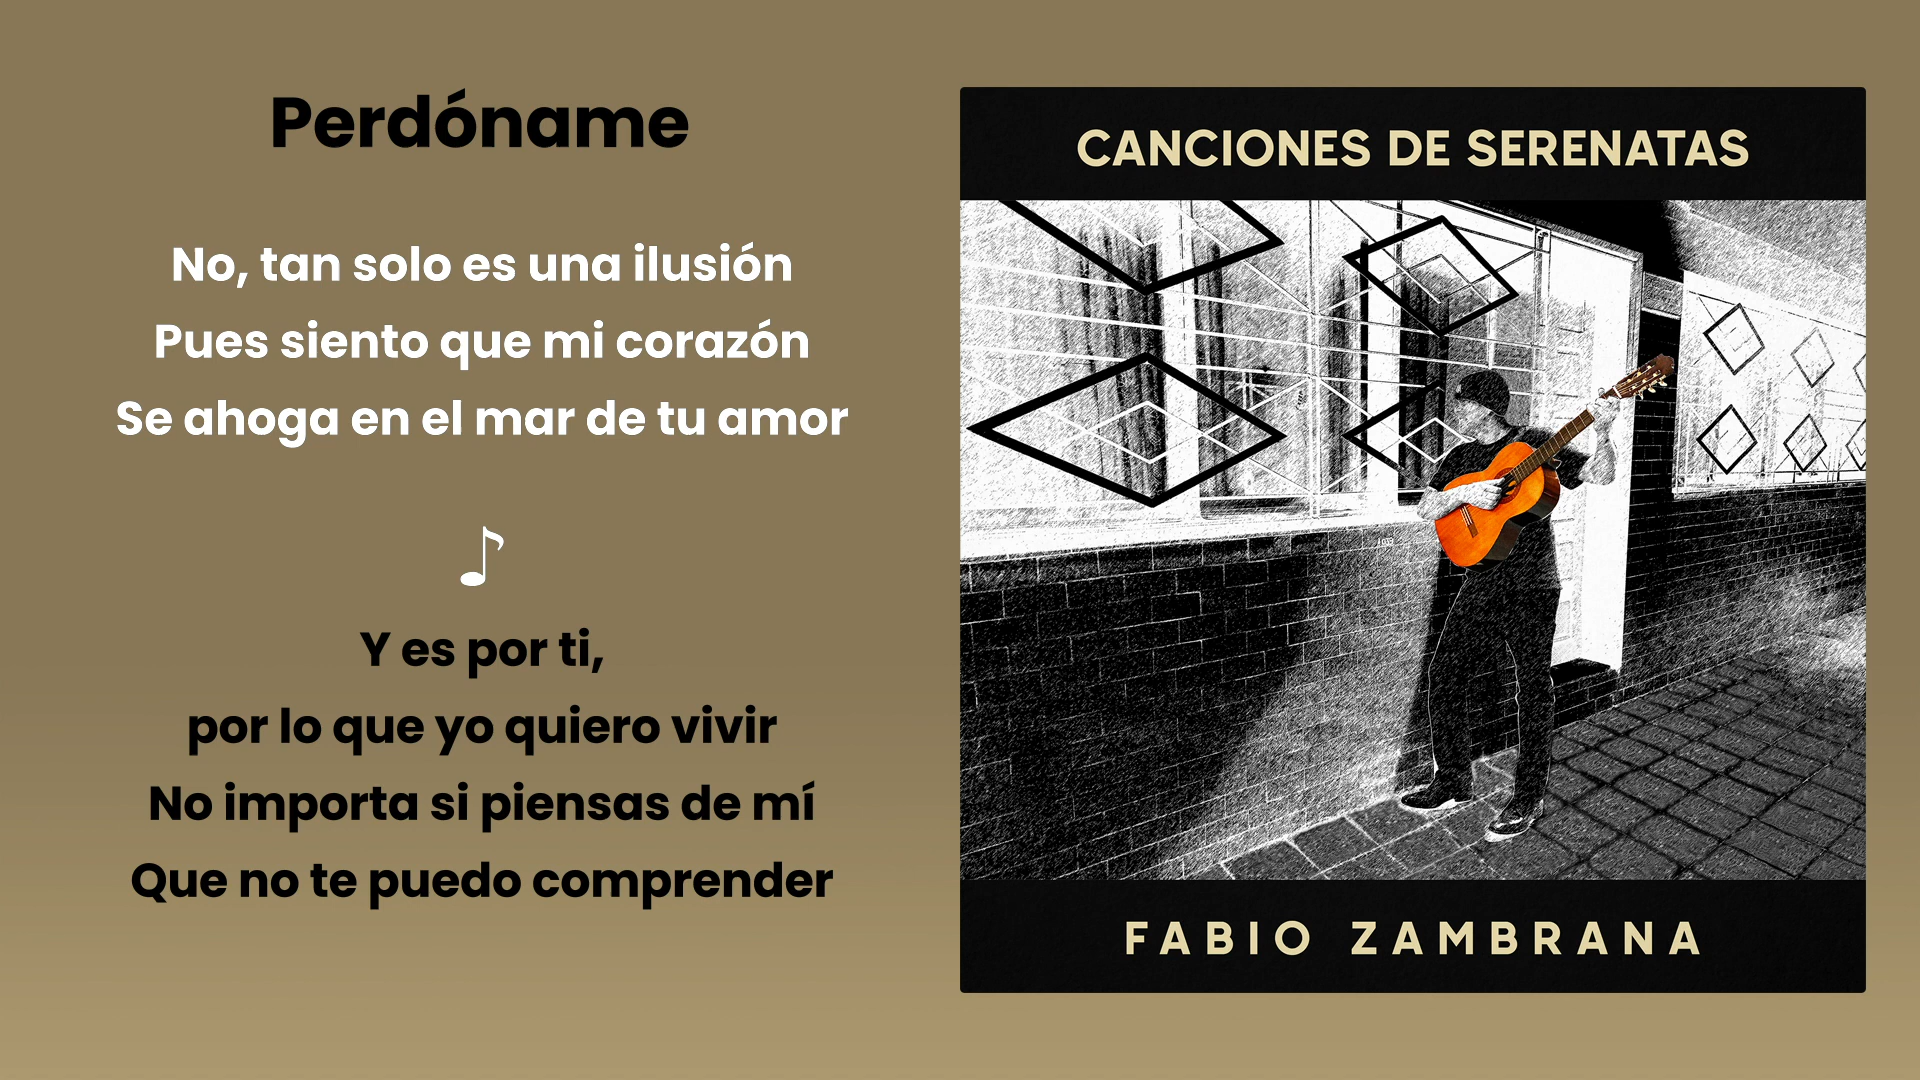 Perdóname
No, tan solo es una ilusión
Pues siento que mi corazón
Se ahoga en el mar de tu amor
♪
Y es por ti,
por lo que yo quiero vivir
No importa si piensas de mí
Que no te puedo comprender
CANCIONES DE SERENATAS
FABIO ZAMBRANA